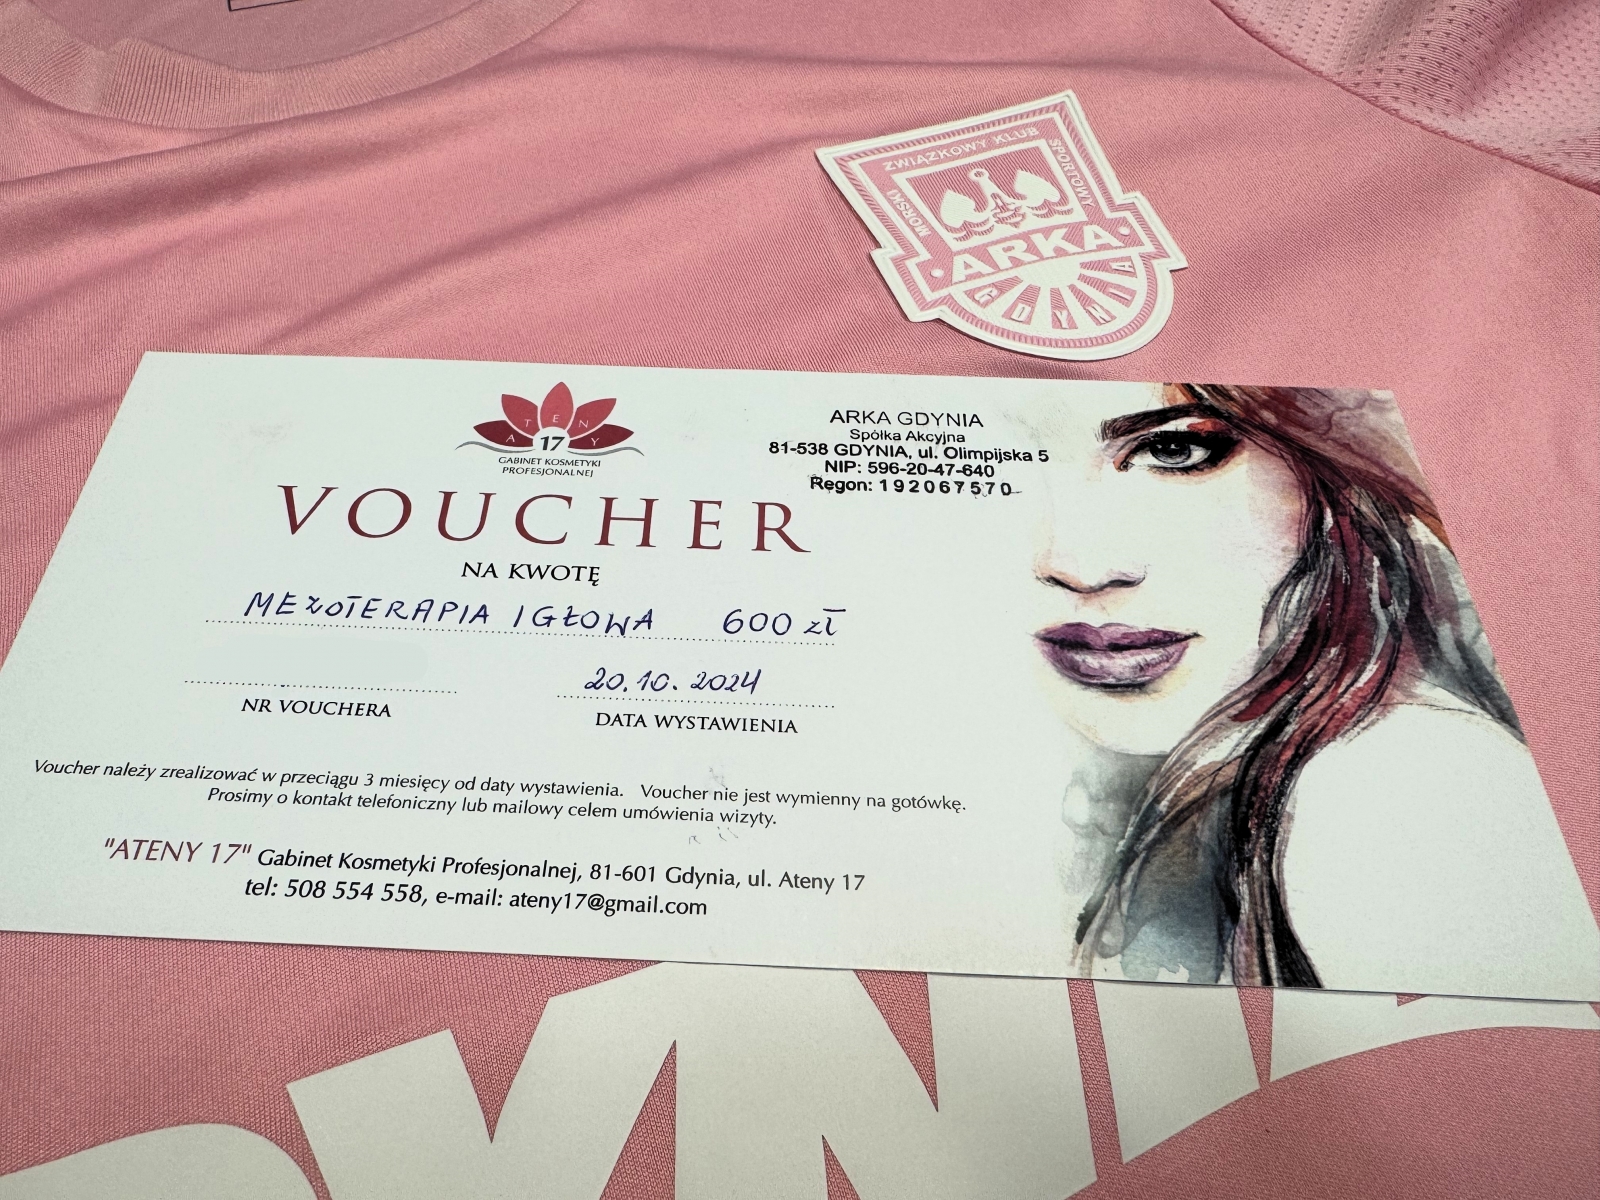 MORSKI ZWIĄZKOWY KLUB SPORTOWY
ARKA
GDYNIA
ATENY
17
GABINET KOSMETYKI
PROFESJONALNEJ
ARKA GDYNIA
Spółka Akcyjna
81-538 GDYNIA, ul. Olimpijska 5
NIP: 596-20-47-640
Regon: 192067570
VOUCHER
NA KWOTĘ
MEZOTERAPIA IGŁOWA 600 zł
20.10.2024
NR VOUCHERA DATA WYSTAWIENIA
Voucher należy zrealizować w przeciągu 3 miesięcy od daty wystawienia. Voucher nie jest wymienny na gotówkę.
Prosimy o kontakt telefoniczny lub mailowy celem umówienia wizyty.
"ATENY 17" Gabinet Kosmetyki Profesjonalnej, 81-601 Gdynia, ul. Ateny 17
tel: 508 554 558, e-mail: ateny17@gmail.com